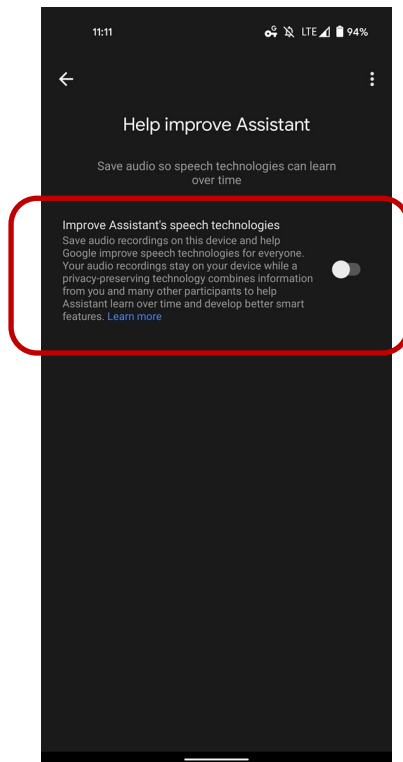 11:11 LTE 94%
Help improve Assistant
Save audio so speech technologies can learn
over time
Improve Assistant's speech technologies
Save audio recordings on this device and help
Google improve speech technologies for everyone.
Your audio recordings stay on your device while a
privacy-preserving technology combines information
from you and many other participants to help
Assistant learn over time and develop better smart
features. Learn more